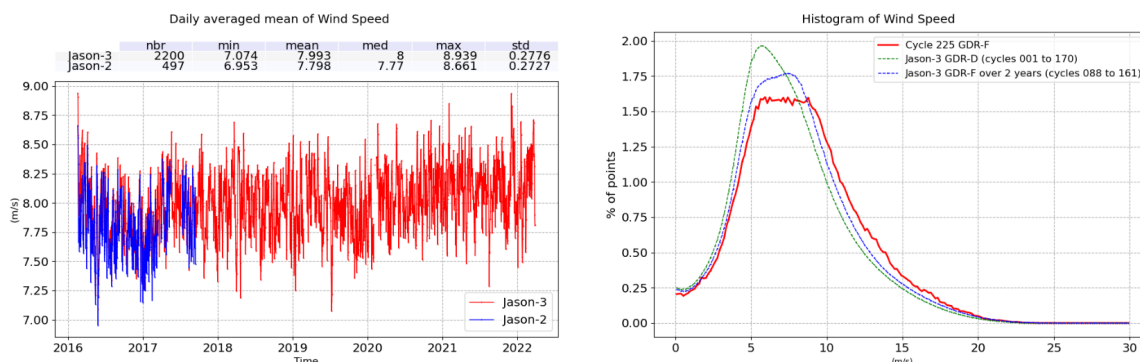 Daily averaged mean of Wind Speed
nbr min mean med max std
Jason-3 2200 7.074 7.993 8 8.939 0.2776
Jason-2 497 6.953 7.798 7.77 8.661 0.2727
9.00
8.75
8.50
8.25
8.00
7.75
7.50
7.25
7.00
(m/s)
2016 2017 2018 2019 2020 2021 2022
Time
Jason-3
Jason-2
Histogram of Wind Speed
Cycle 225 GDR-F
Jason-3 GDR-D (cycles 001 to 170)
Jason-3 GDR-F over 2 years (cycles 088 to 161)
2.00
1.75
1.50
1.25
1.00
0.75
0.50
0.25
0.00
% of points
0 5 10 15 20 25 30
(m/s)